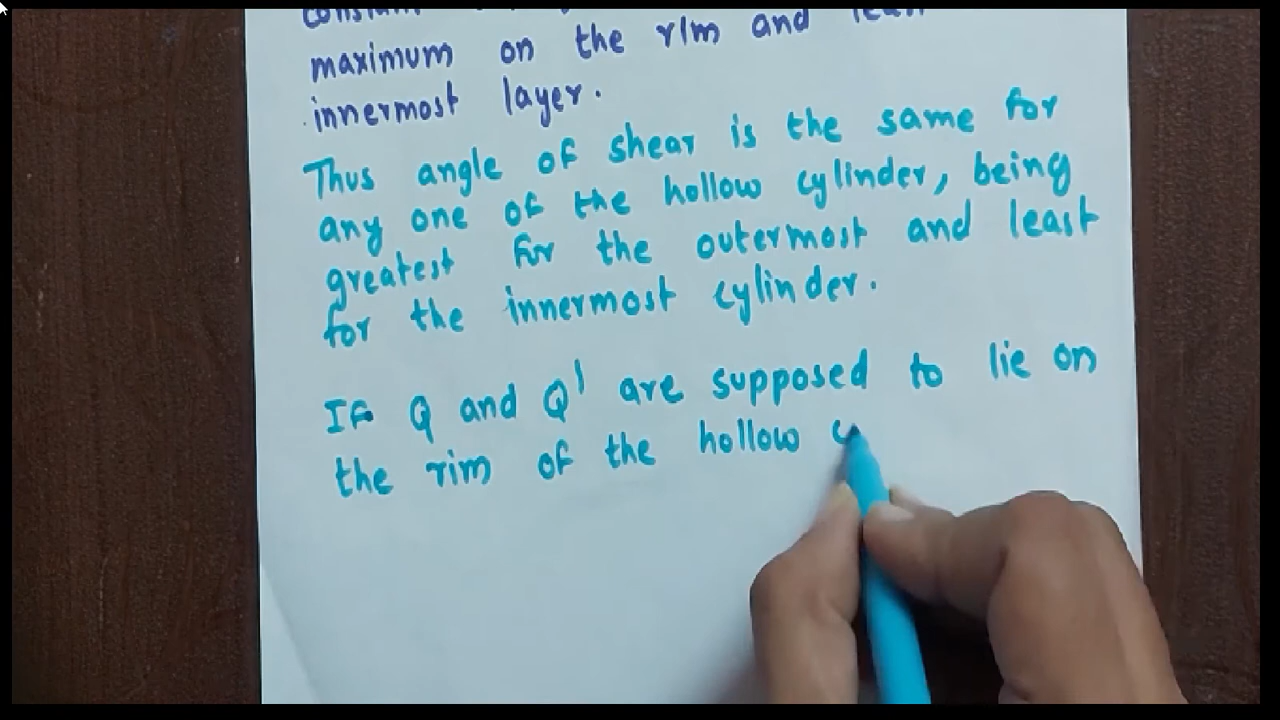 maximum on the rim and
innermost layer.
Thus angle of shear is the same for
any one of the hollow cylinder, being
greatest for the outermost and least
for the innermost cylinder.
If Q and Q' are supposed to lie on
the rim of the hollow